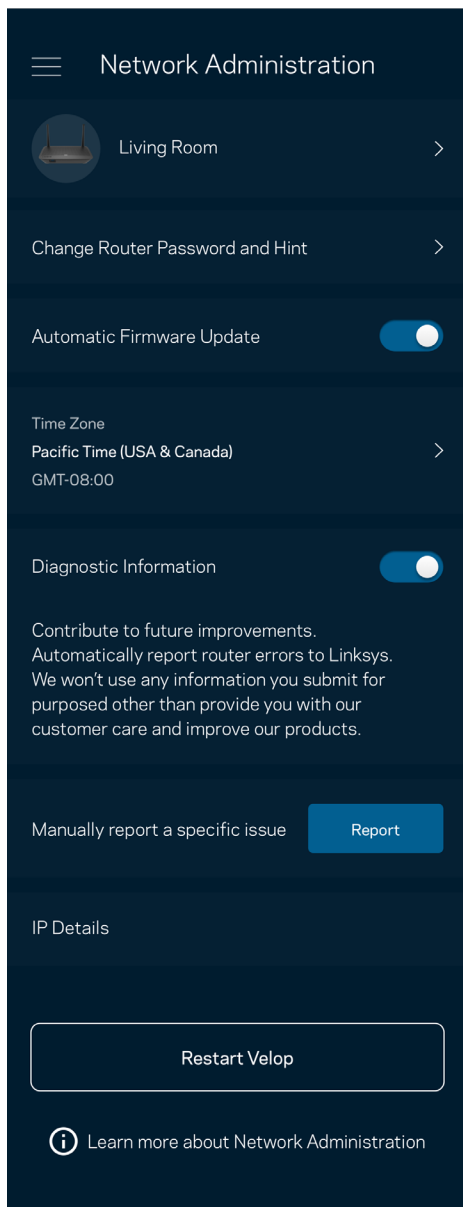 Network Administration
Living Room
Change Router Password and Hint
Automatic Firmware Update
Time Zone
Pacific Time (USA & Canada)
GMT-08:00
Diagnostic Information
Contribute to future improvements.
Automatically report router errors to Linksys.
We won't use any information you submit for
purposed other than provide you with our
customer care and improve our products.
Manually report a specific issue
Report
IP Details
Restart Velop
Learn more about Network Administration